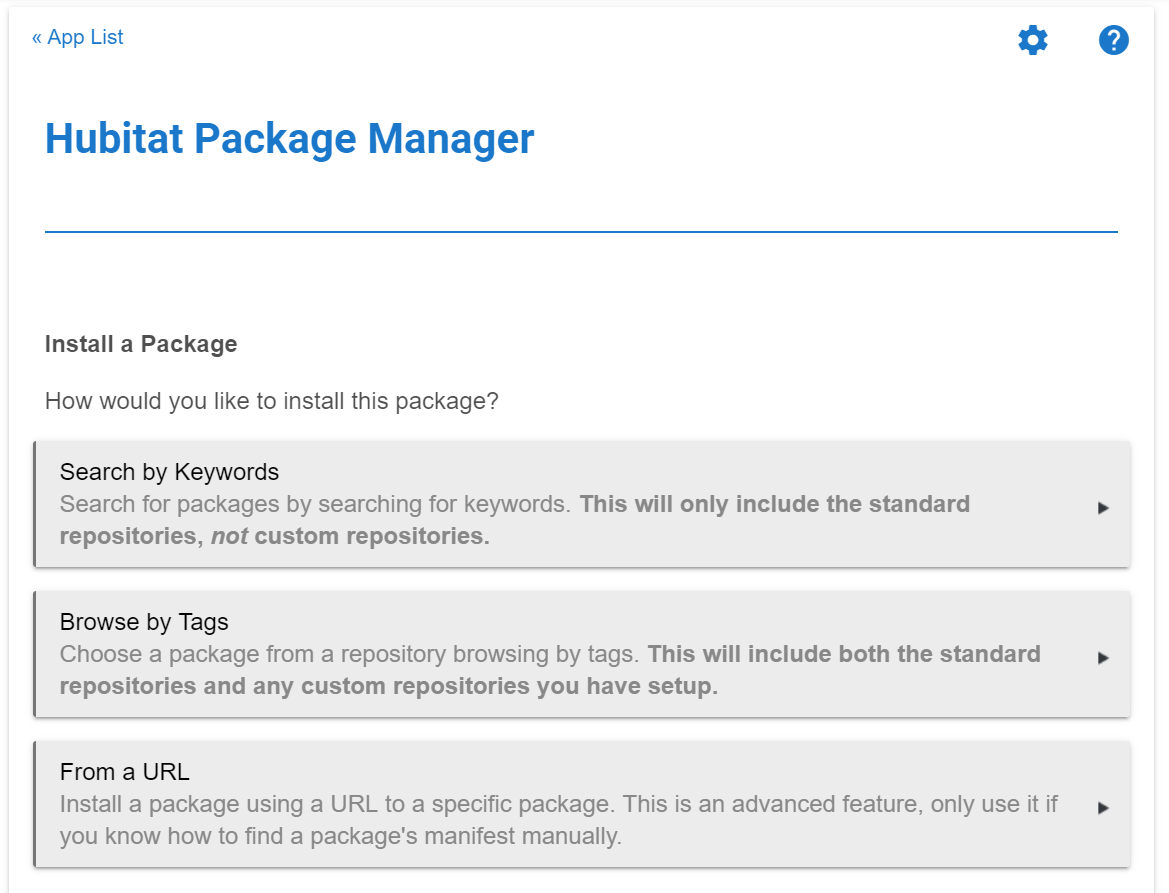 « App List
Hubitat Package Manager
Install a Package
How would you like to install this package?
Search by Keywords
Search for packages by searching for keywords. This will only include the standard
repositories, not custom repositories.
Browse by Tags
Choose a package from a repository browsing by tags. This will include both the standard
repositories and any custom repositories you have setup.
From a URL
Install a package using a URL to a specific package. This is an advanced feature, only use it if
you know how to find a package's manifest manually.